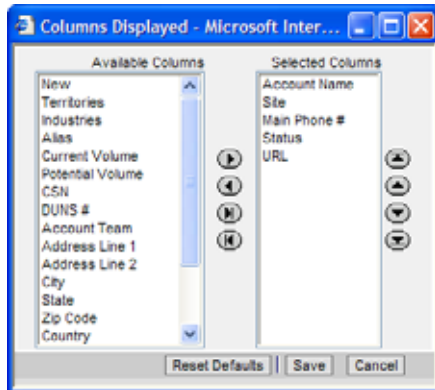 Columns Displayed - Microsoft Inter...
Available Columns
New
Territories
Industries
Alias
Current Volume
Potential Volume
CSN
DUNS #
Account Team
Address Line 1
Address Line 2
City
State
Zip Code
Country
Selected Columns
Account Name
Site
Main Phone #
Status
URL
Reset Defaults | Save Cancel